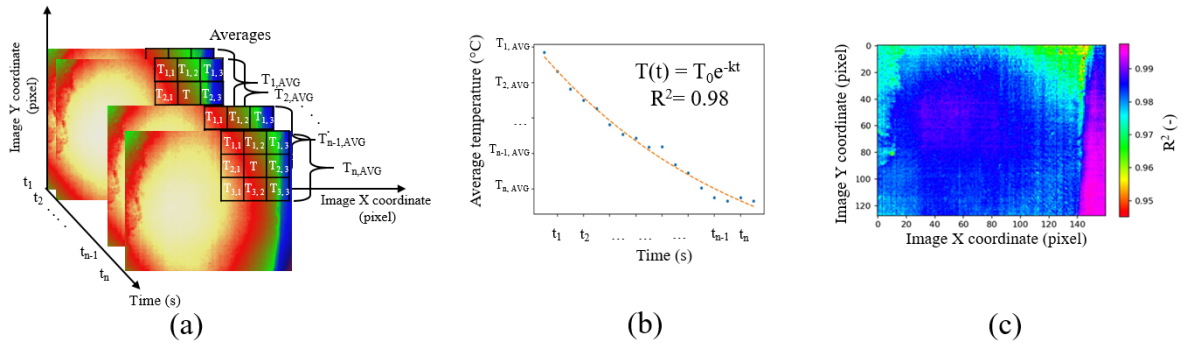 Averages
Image Y coordinate
(pixel)
T1,1 T1,2 T1,3
T2,1 T T2,3
T1,AVG
T2,AVG
T1,1 T1,2 T1,3
Tn-1,AVG
T1,1 T1,2 T1,3
T2,1 T T2,3
T3,1 T3,2 T3,3
Tn,AVG
Image X coordinate
(pixel)
t1
t2
tn-1
tn
Time (s)
(a)
Average temperature (°C)
T1, AVG
T2, AVG
...
Tn-1, AVG
Tn, AVG
T(t) = T0e-kt
R2= 0.98
t1 t2 ... ... ... tn-1 tn
Time (s)
(b)
Image Y coordinate (pixel)
0
20
40
60
80
100
120
0 20 40 60 80 100 120 140
Image X coordinate (pixel)
0.99
0.98
0.97
0.96
0.95
R2 (-)
(c)